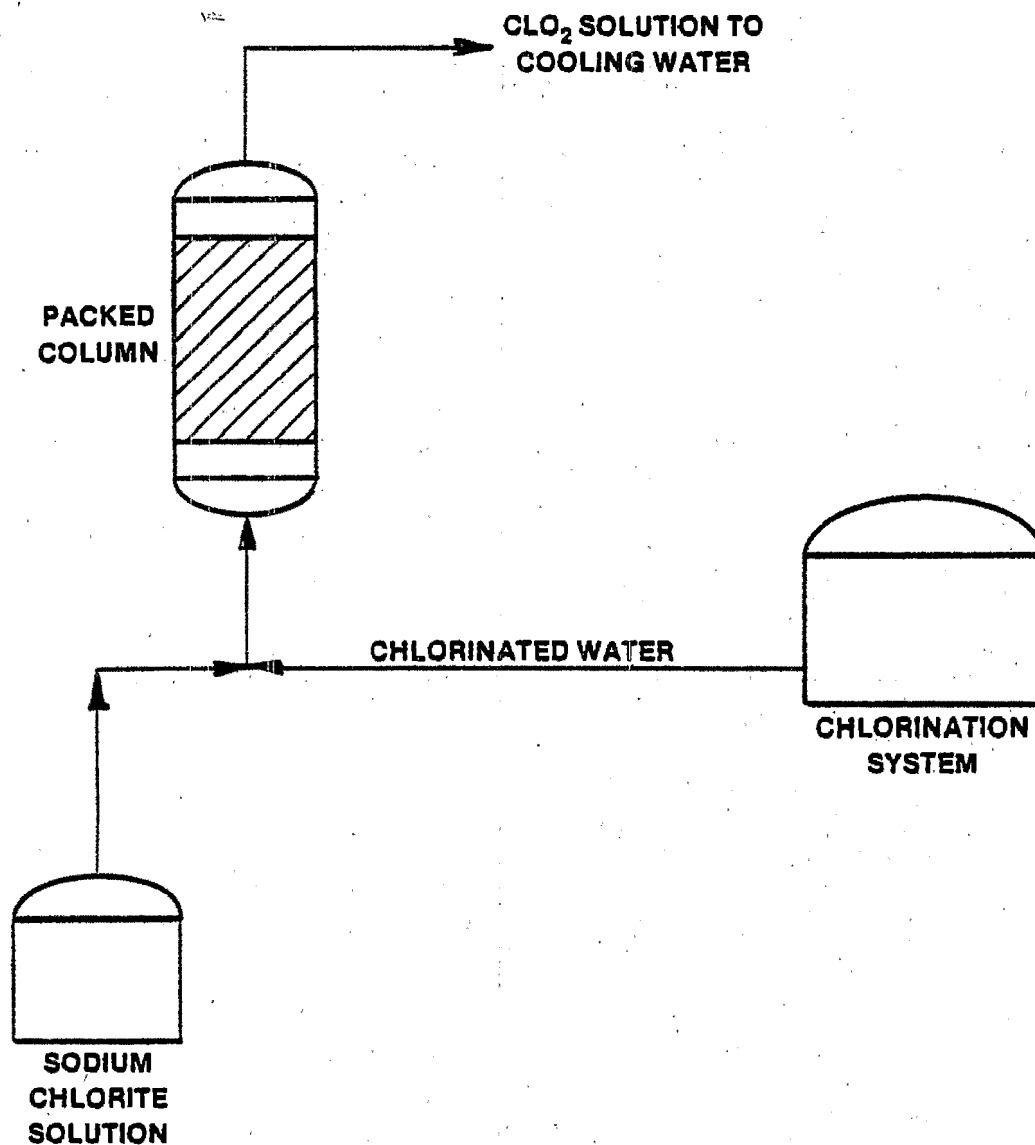 CLO₂ SOLUTION TO
COOLING WATER
PACKED
COLUMN
CHLORINATED WATER
CHLORINATION
SYSTEM
SODIUM
CHLORITE
SOLUTION